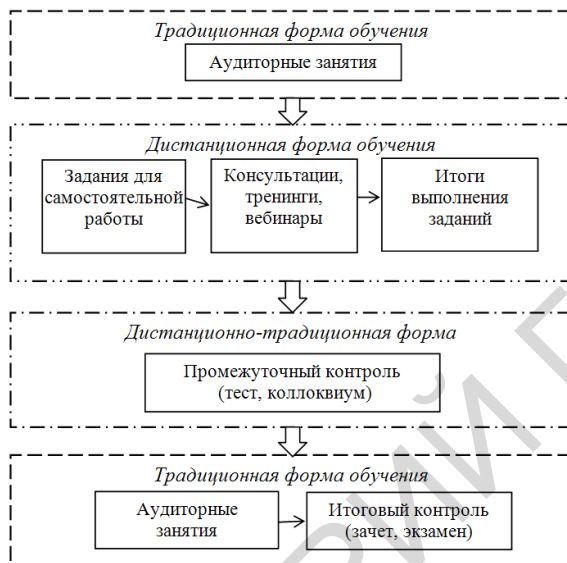 Традиционная форма обучения
Аудиторные занятия
Дистанционная форма обучения
Задания для
самостоятельной
работы
Консультации,
тренинги,
вебинары
Итоги
выполнения
заданий
Дистанционно-традиционная форма
Промежуточный контроль
(тест, коллоквиум)
Традиционная форма обучения
Аудиторные
занятия
Итоговый контроль
(зачет, экзамен)